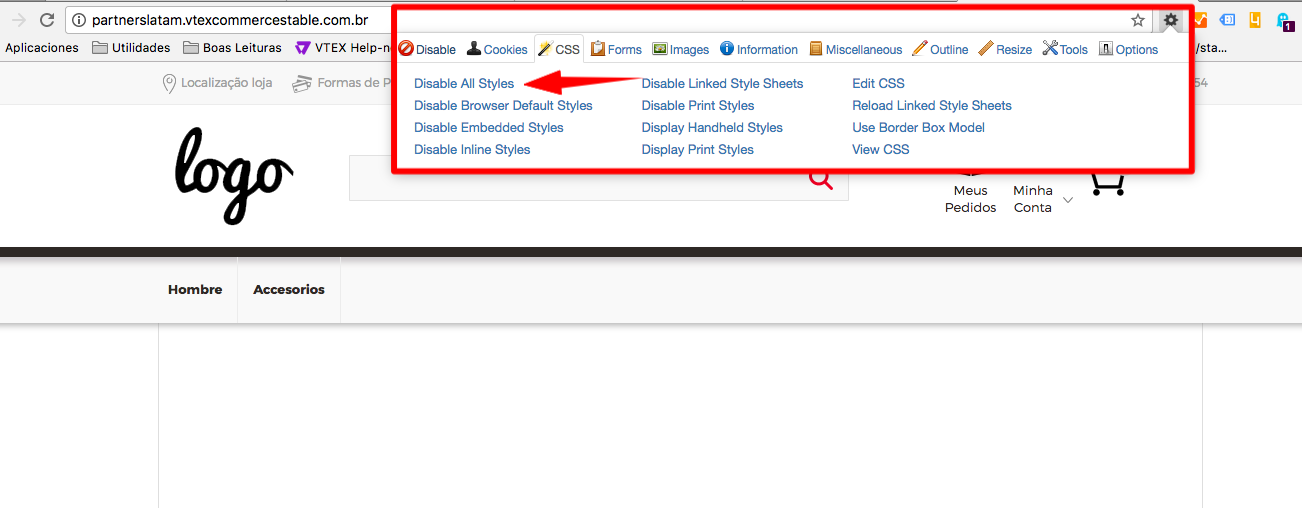 partnerslatam.vtexcommercestable.com.br
Aplicaciones Utilidades Boas Leituras VTEX Help-ne /sta...
Disable Cookies CSS Forms Images Information Miscellaneous Outline Resize Tools Options
1
Disable All Styles Disable Linked Style Sheets Edit CSS
Disable Browser Default Styles Disable Print Styles Reload Linked Style Sheets
Disable Embedded Styles Display Handheld Styles Use Border Box Model
Disable Inline Styles Display Print Styles View CSS
Localização loja Formas de P 54
logo
Meus
Pedidos
Minha
Conta
Hombre Accesorios